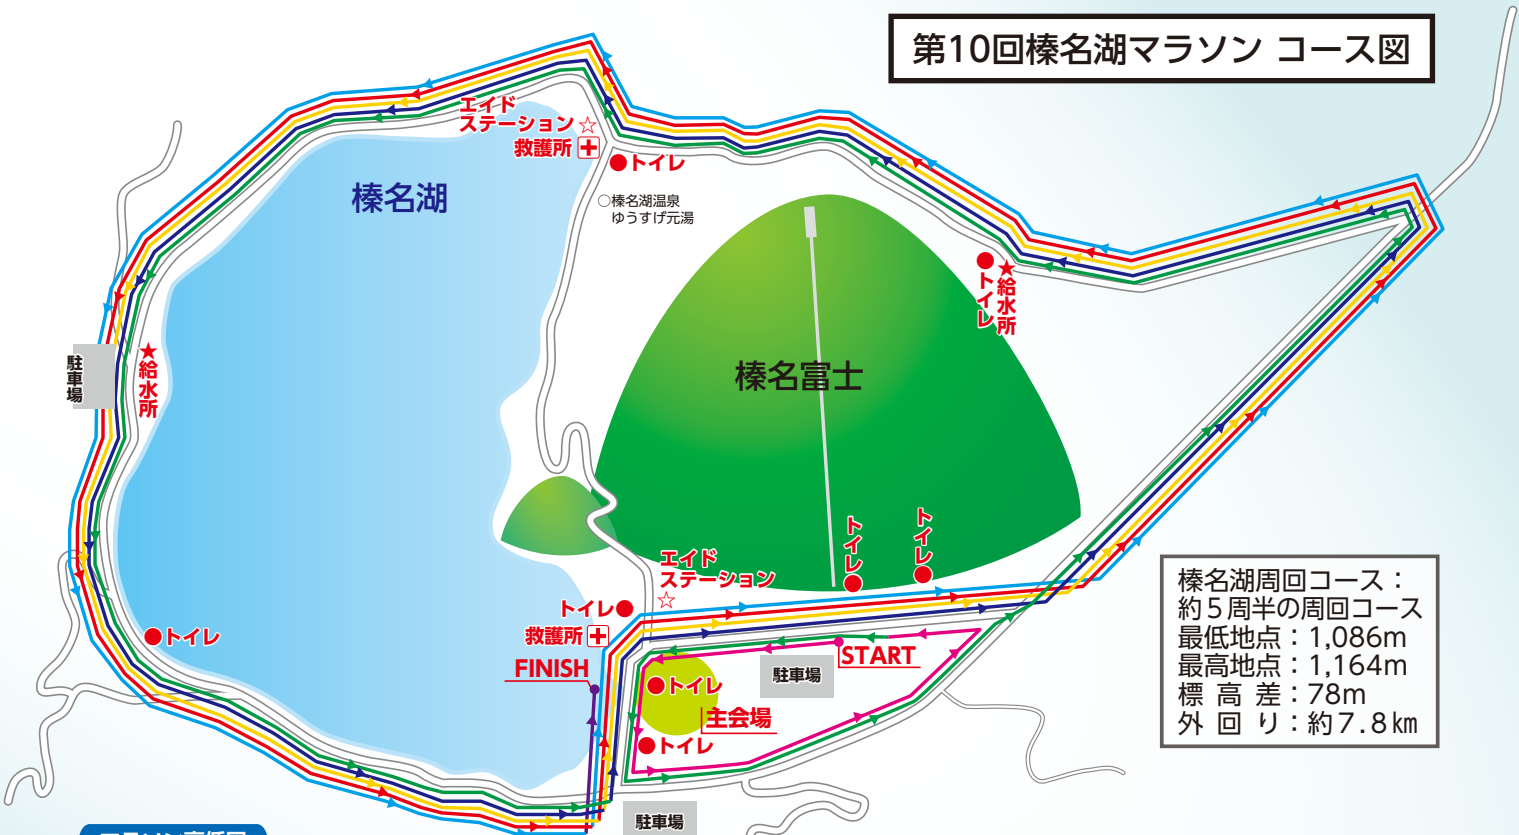 第10回榛名湖マラソン コース図
エイド
ステーション☆
救護所
トイレ
○榛名湖温泉
ゆうすげ元湯
榛名湖
トイレ
★給水所
駐車場
★給水所
榛名富士
トイレ
トイレ
エイド
ステーション
☆
トイレ
救護所
トイレ
FINISH
START
駐車場
トイレ
主会場
トイレ
駐車場
榛名湖周回コース：
約５周半の周回コース
最低地点：1,086m
最高地点：1,164m
標 高 差：78m
外 回 り：約７.８㎞